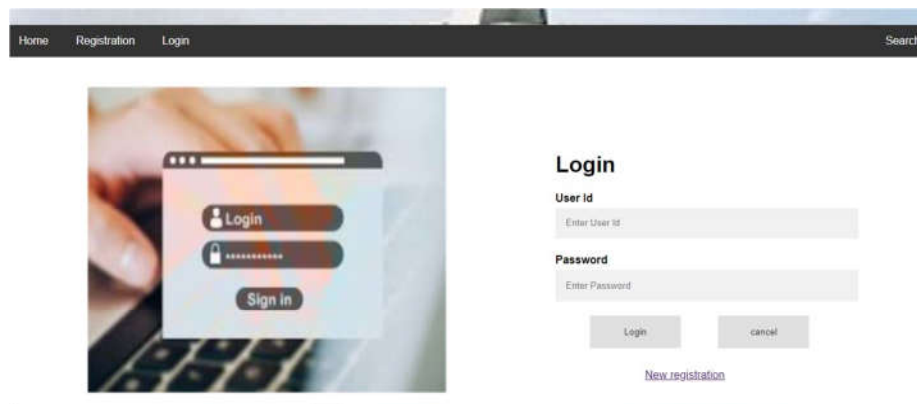 Home Registration Login Search
Login
Sign in
Login
User Id
Enter User Id
Password
Enter Password
Login cancel
New registration